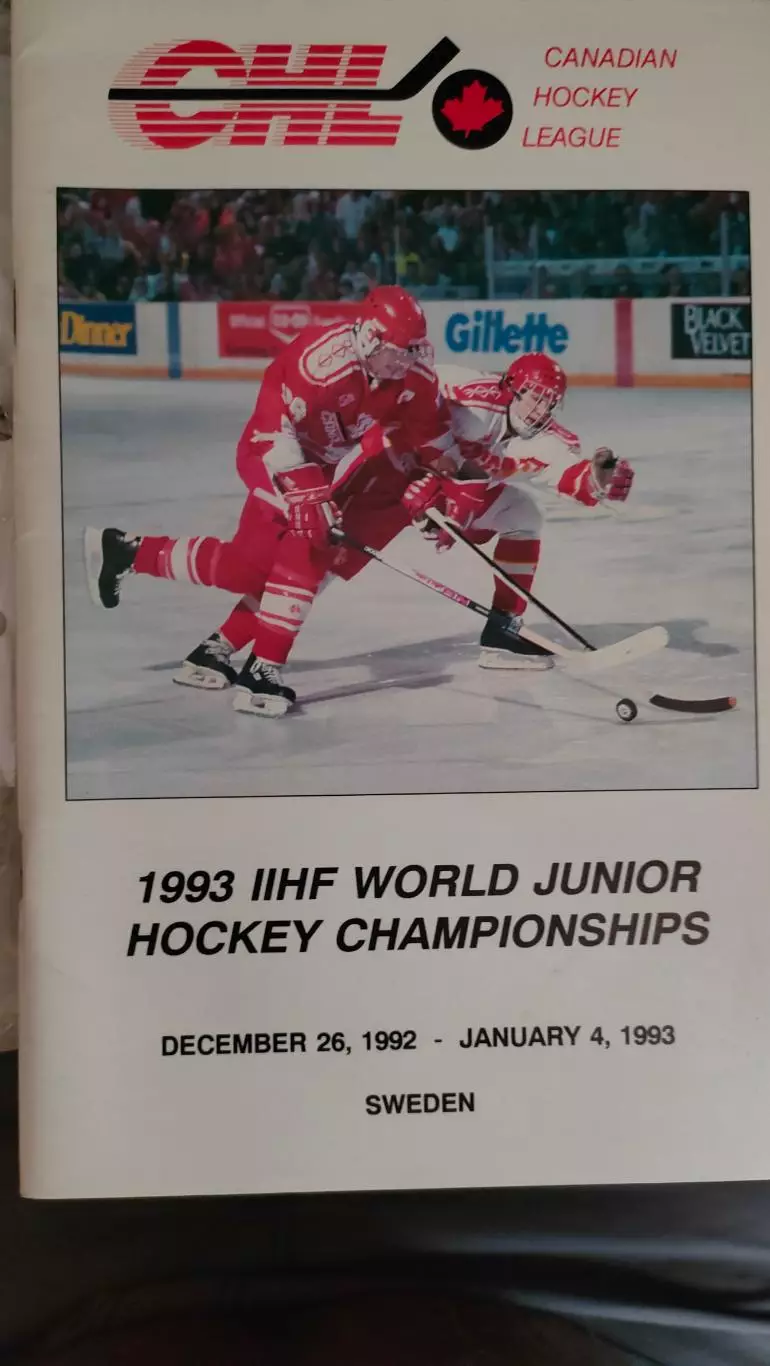 CHL
CANADIAN
HOCKEY
LEAGUE
Dinner
Gillette
BLACK
VELVET
1993 IIHF WORLD JUNIOR
HOCKEY CHAMPIONSHIPS
DECEMBER 26, 1992 - JANUARY 4, 1993
SWEDEN